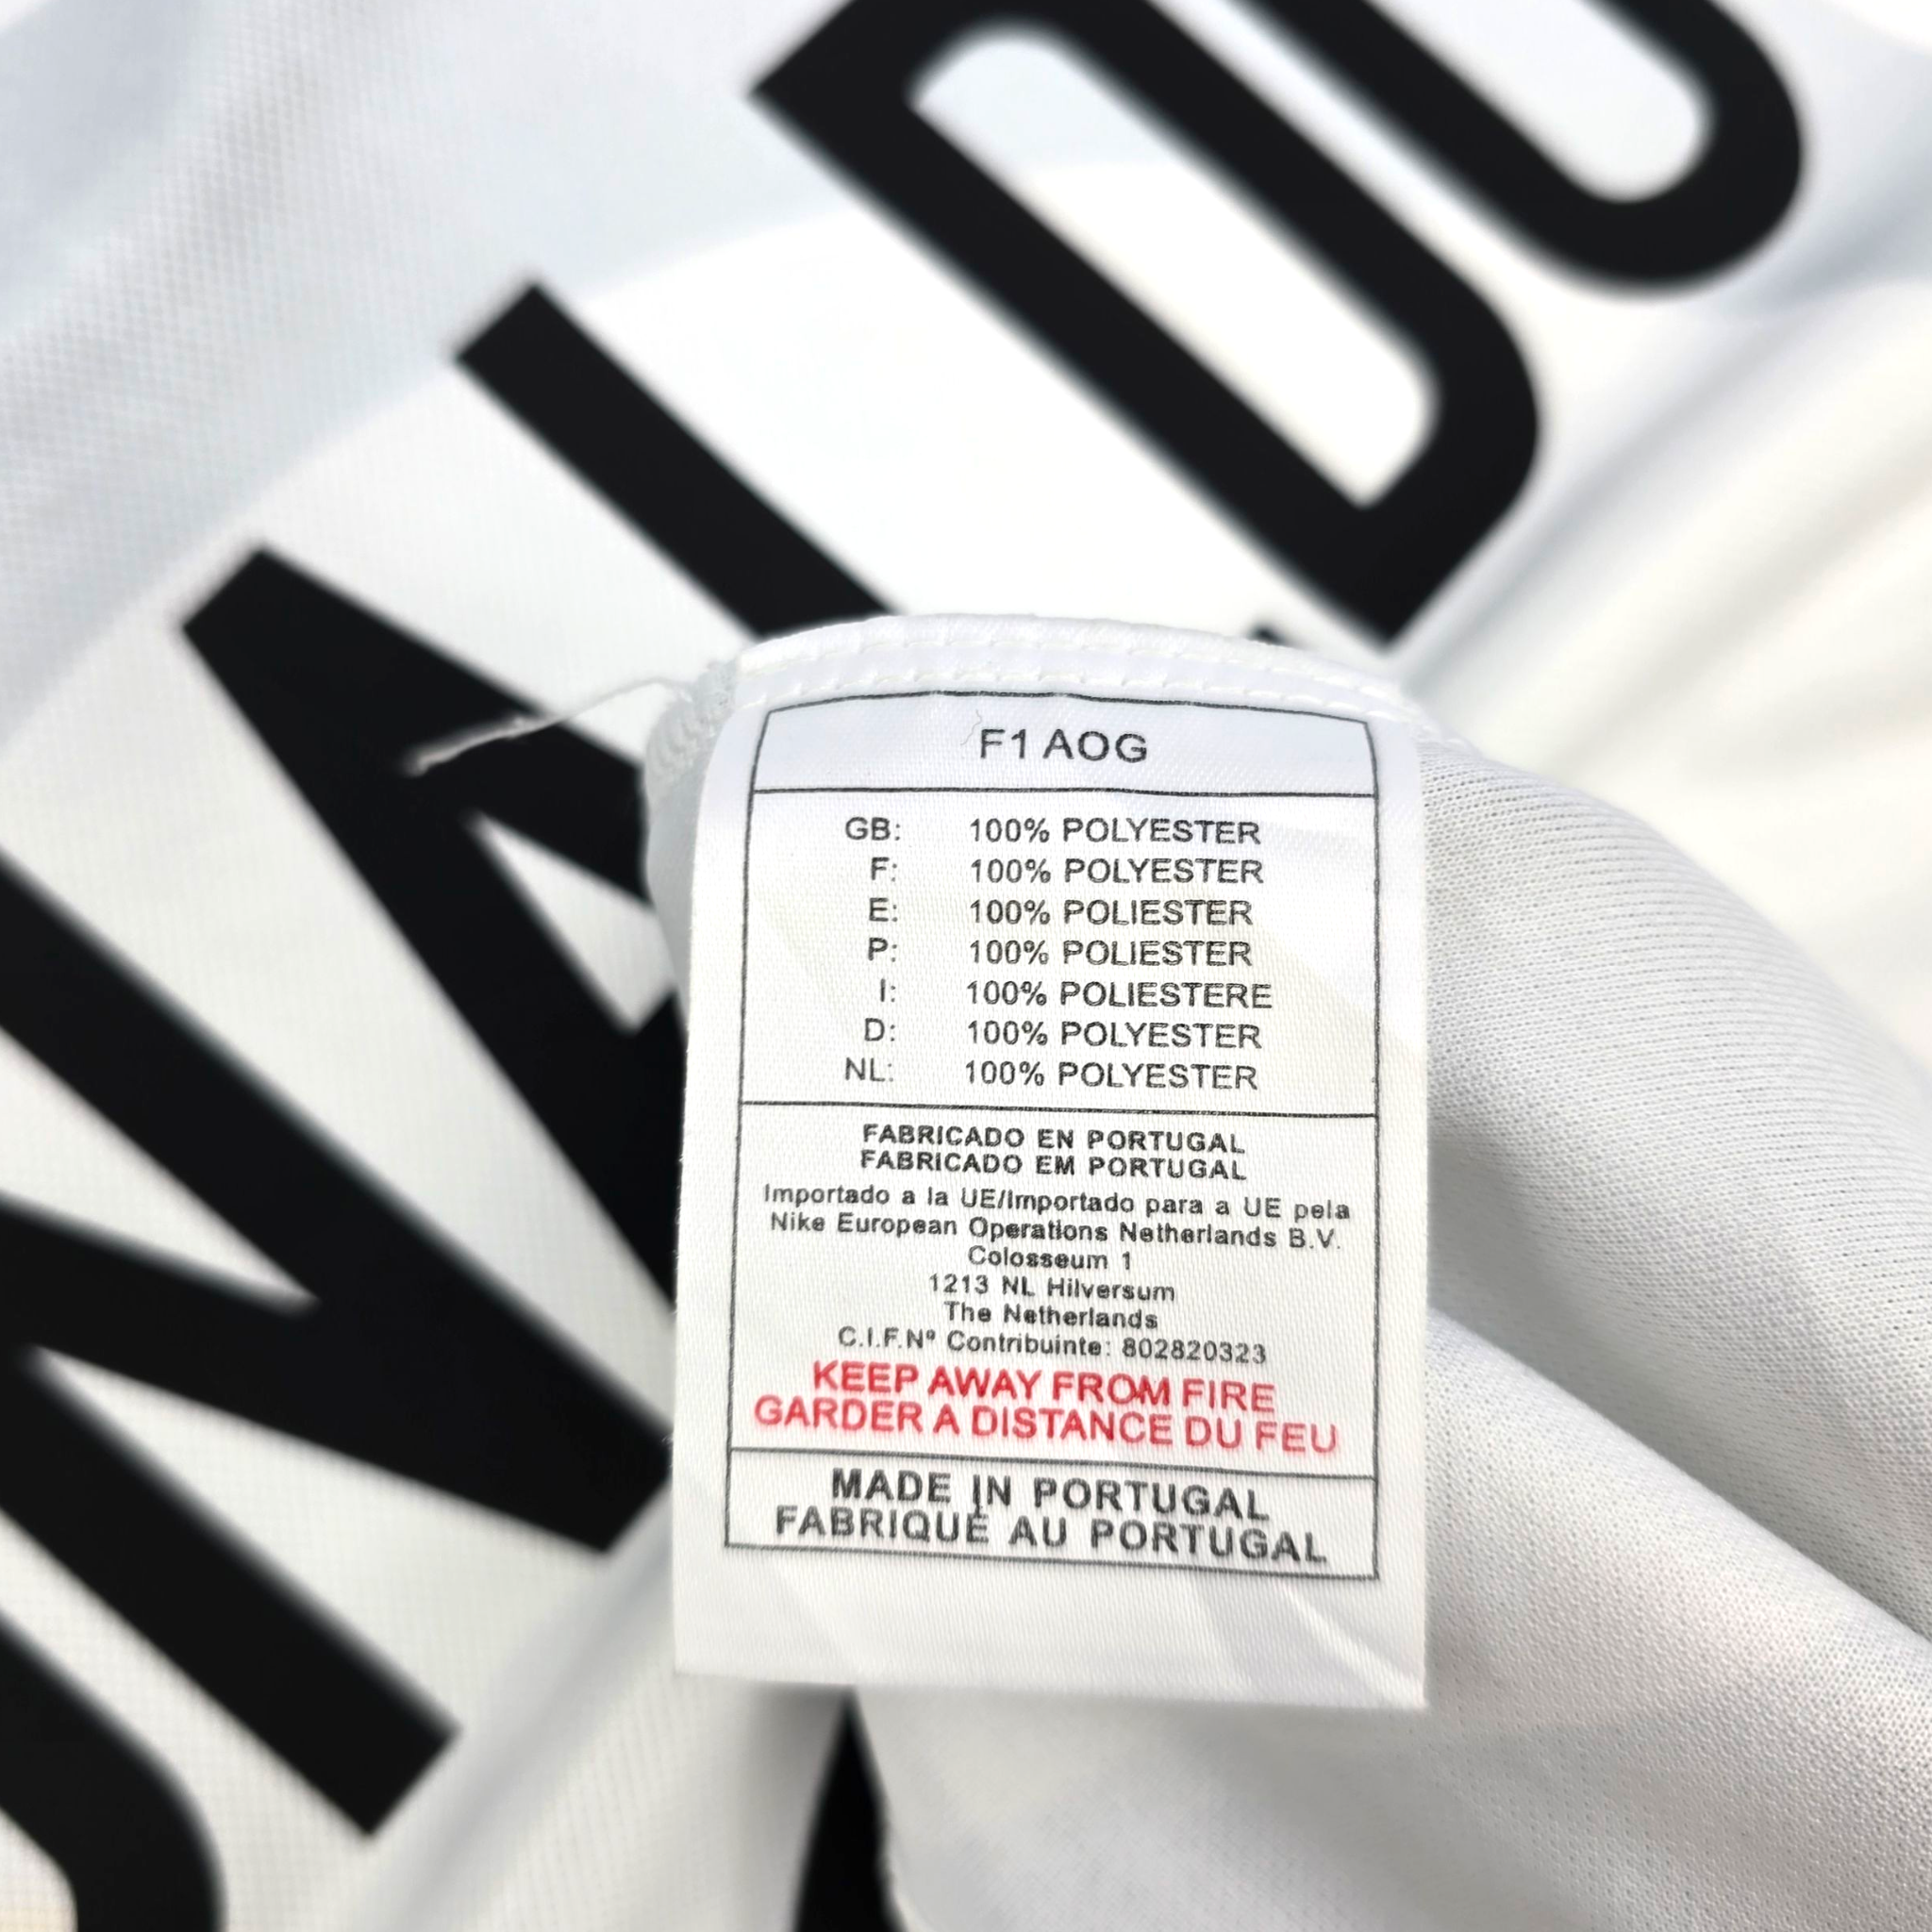 F1 AOG
GB: 100% POLYESTER
F: 100% POLYESTER
E: 100% POLIESTER
P: 100% POLIESTER
I: 100% POLIESTERE
D: 100% POLYESTER
NL: 100% POLYESTER
FABRICADO EN PORTUGAL
FABRICADO EM PORTUGAL
Importado a la UE/Importado para a UE pela
Nike European Operations Netherlands B.V.
Colosseum 1
1213 NL Hilversum
The Netherlands
C.I.F.Nº Contribuinte: 802820323
KEEP AWAY FROM FIRE
GARDER A DISTANCE DU FEU
MADE IN PORTUGAL
FABRIQUÉ AU PORTUGAL